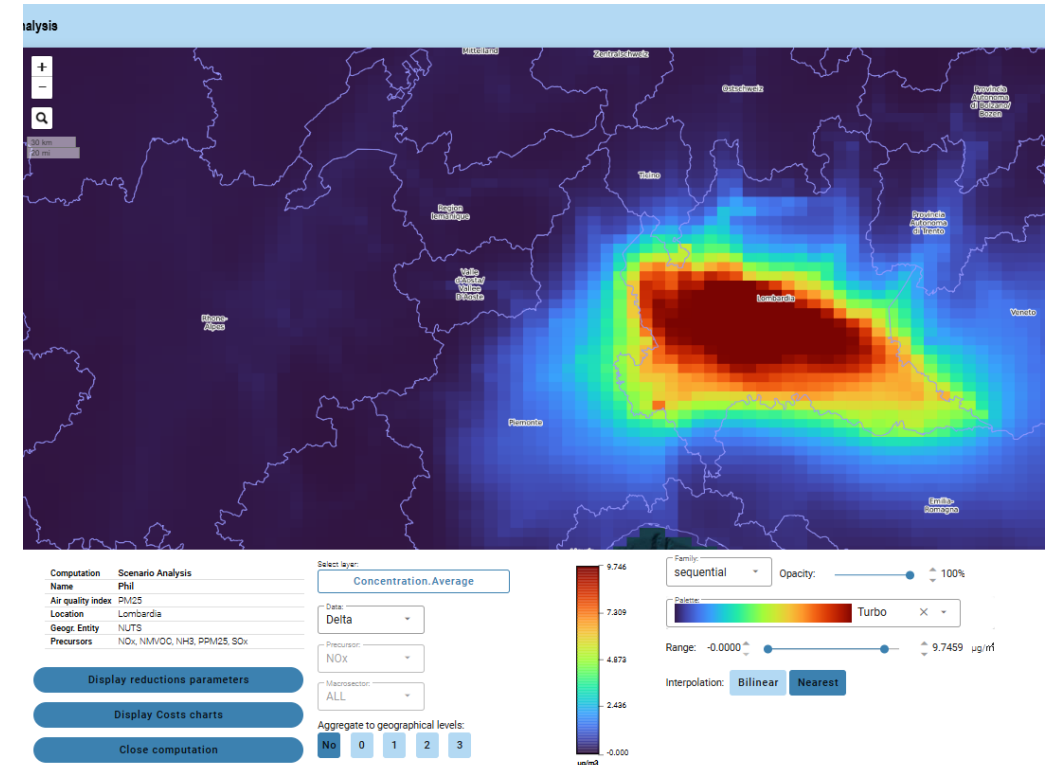 nalysis
Mittelland
Zentralschweiz
Ostschweiz
Provincia
Autonoma
di Bolzano/
Bozen
+
−
30 km
20 mi
Ticino
Region
lemanique
Provincia
Autonoma
di Trento
Valle
d'Aosta/
Vallee
D'Aoste
Lombardia
Rhone-
Alpes
Veneto
Piemonte
Emilia-
Romagna
Computation Scenario Analysis
Name Phil
Air quality index PM25
Location Lombardia
Geogr. Entity NUTS
Precursors NOx, NMVOC, NH3, PPM25, SOx
Display reductions parameters
Display Costs charts
Close computation
Select layer:
Concentration.Average
Data:
Delta
Precursor:
NOx
Macrosector:
ALL
Aggregate to geographical levels:
No 0 1 2 3
9.746
7.309
4.873
2.436
-0.000
µg/m3
Family:
sequential
Opacity: 100%
Palette:
Turbo
Range: -0.0000 9.7459 µg/m³
Interpolation: Bilinear Nearest